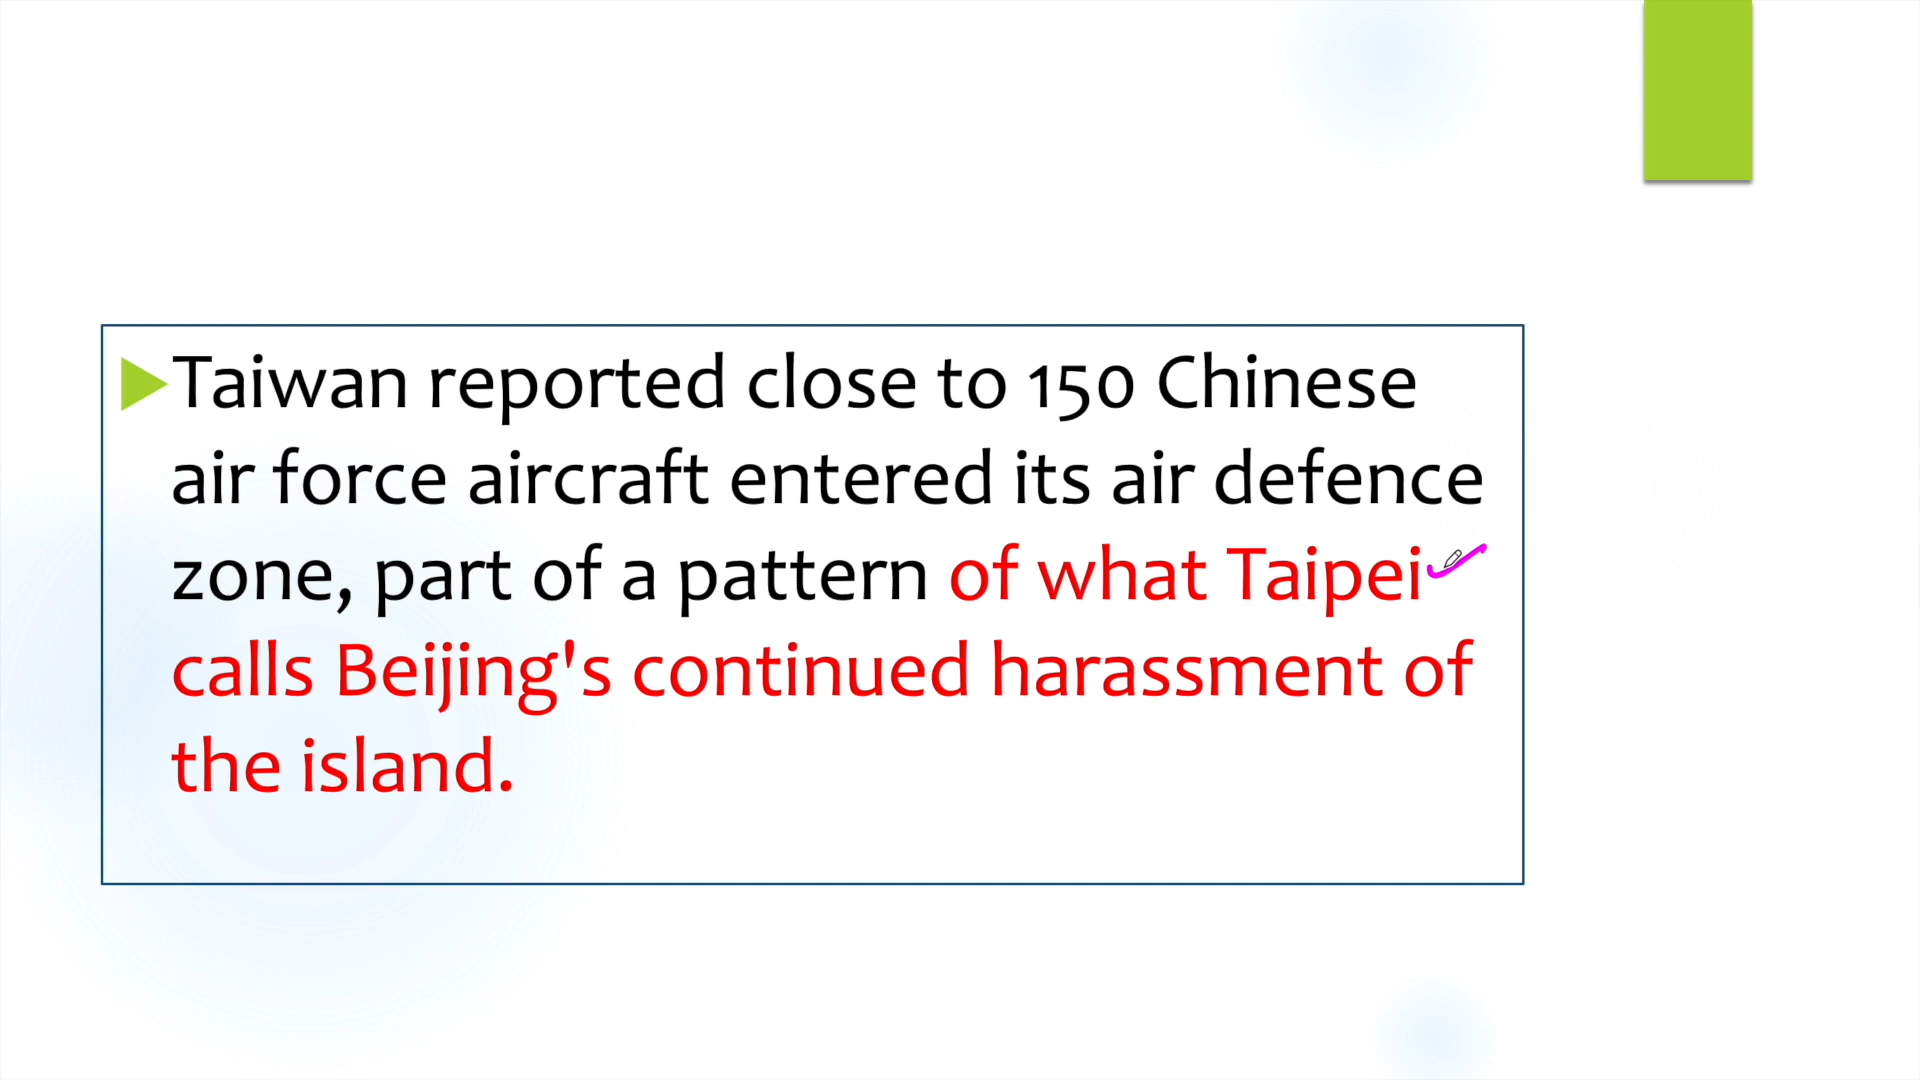 Taiwan reported close to 150 Chinese
air force aircraft entered its air defence
zone, part of a pattern of what Taipei
calls Beijing's continued harassment of
the island.